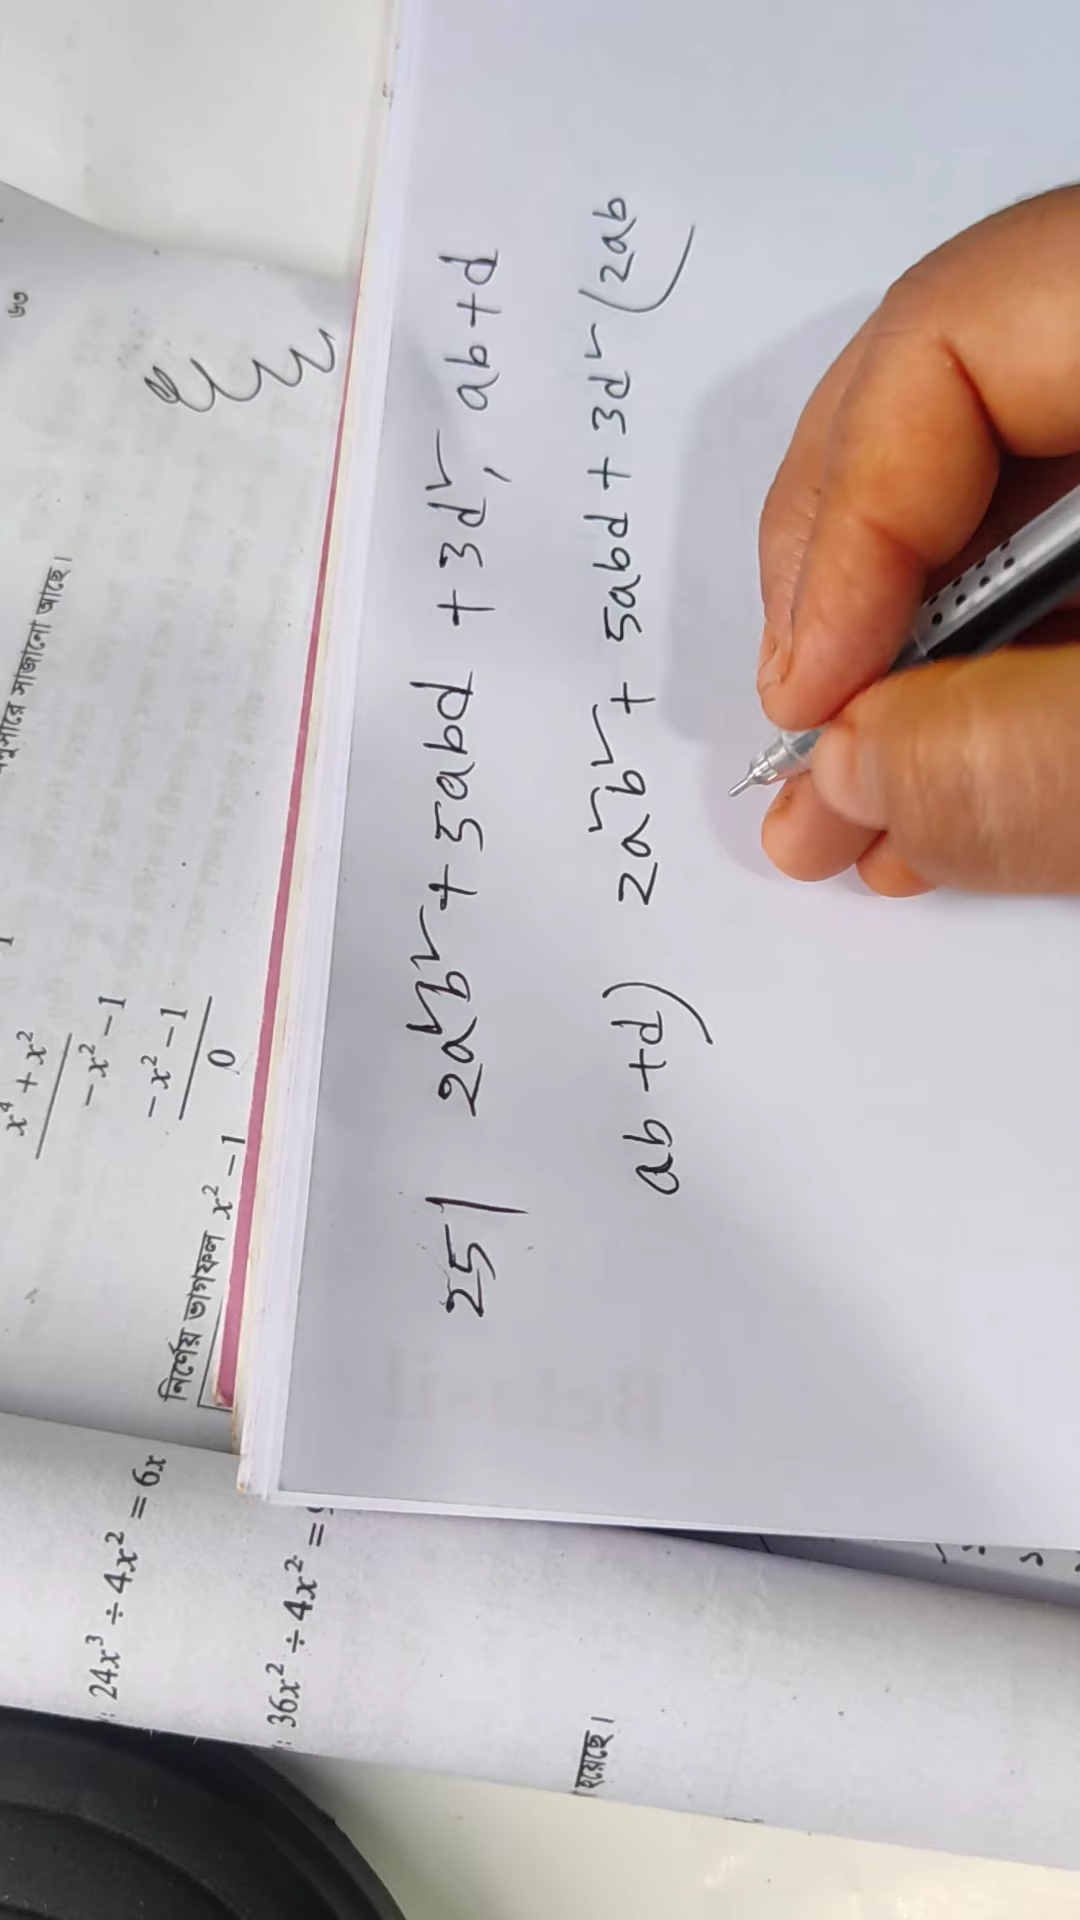 ৬৩
নুসারে সাজানো আছে।
x⁴ + x²
− x² − 1
− x² − 1
0
নির্ণেয় ভাগফল x² − 1
24x³ ÷ 4x² = 6x
36x² ÷ 4x² =
হয়েছে।
25| 2a²b² + 5abd + 3d², ab+d
ab+d) 2a²b² + 5abd + 3d² (2ab